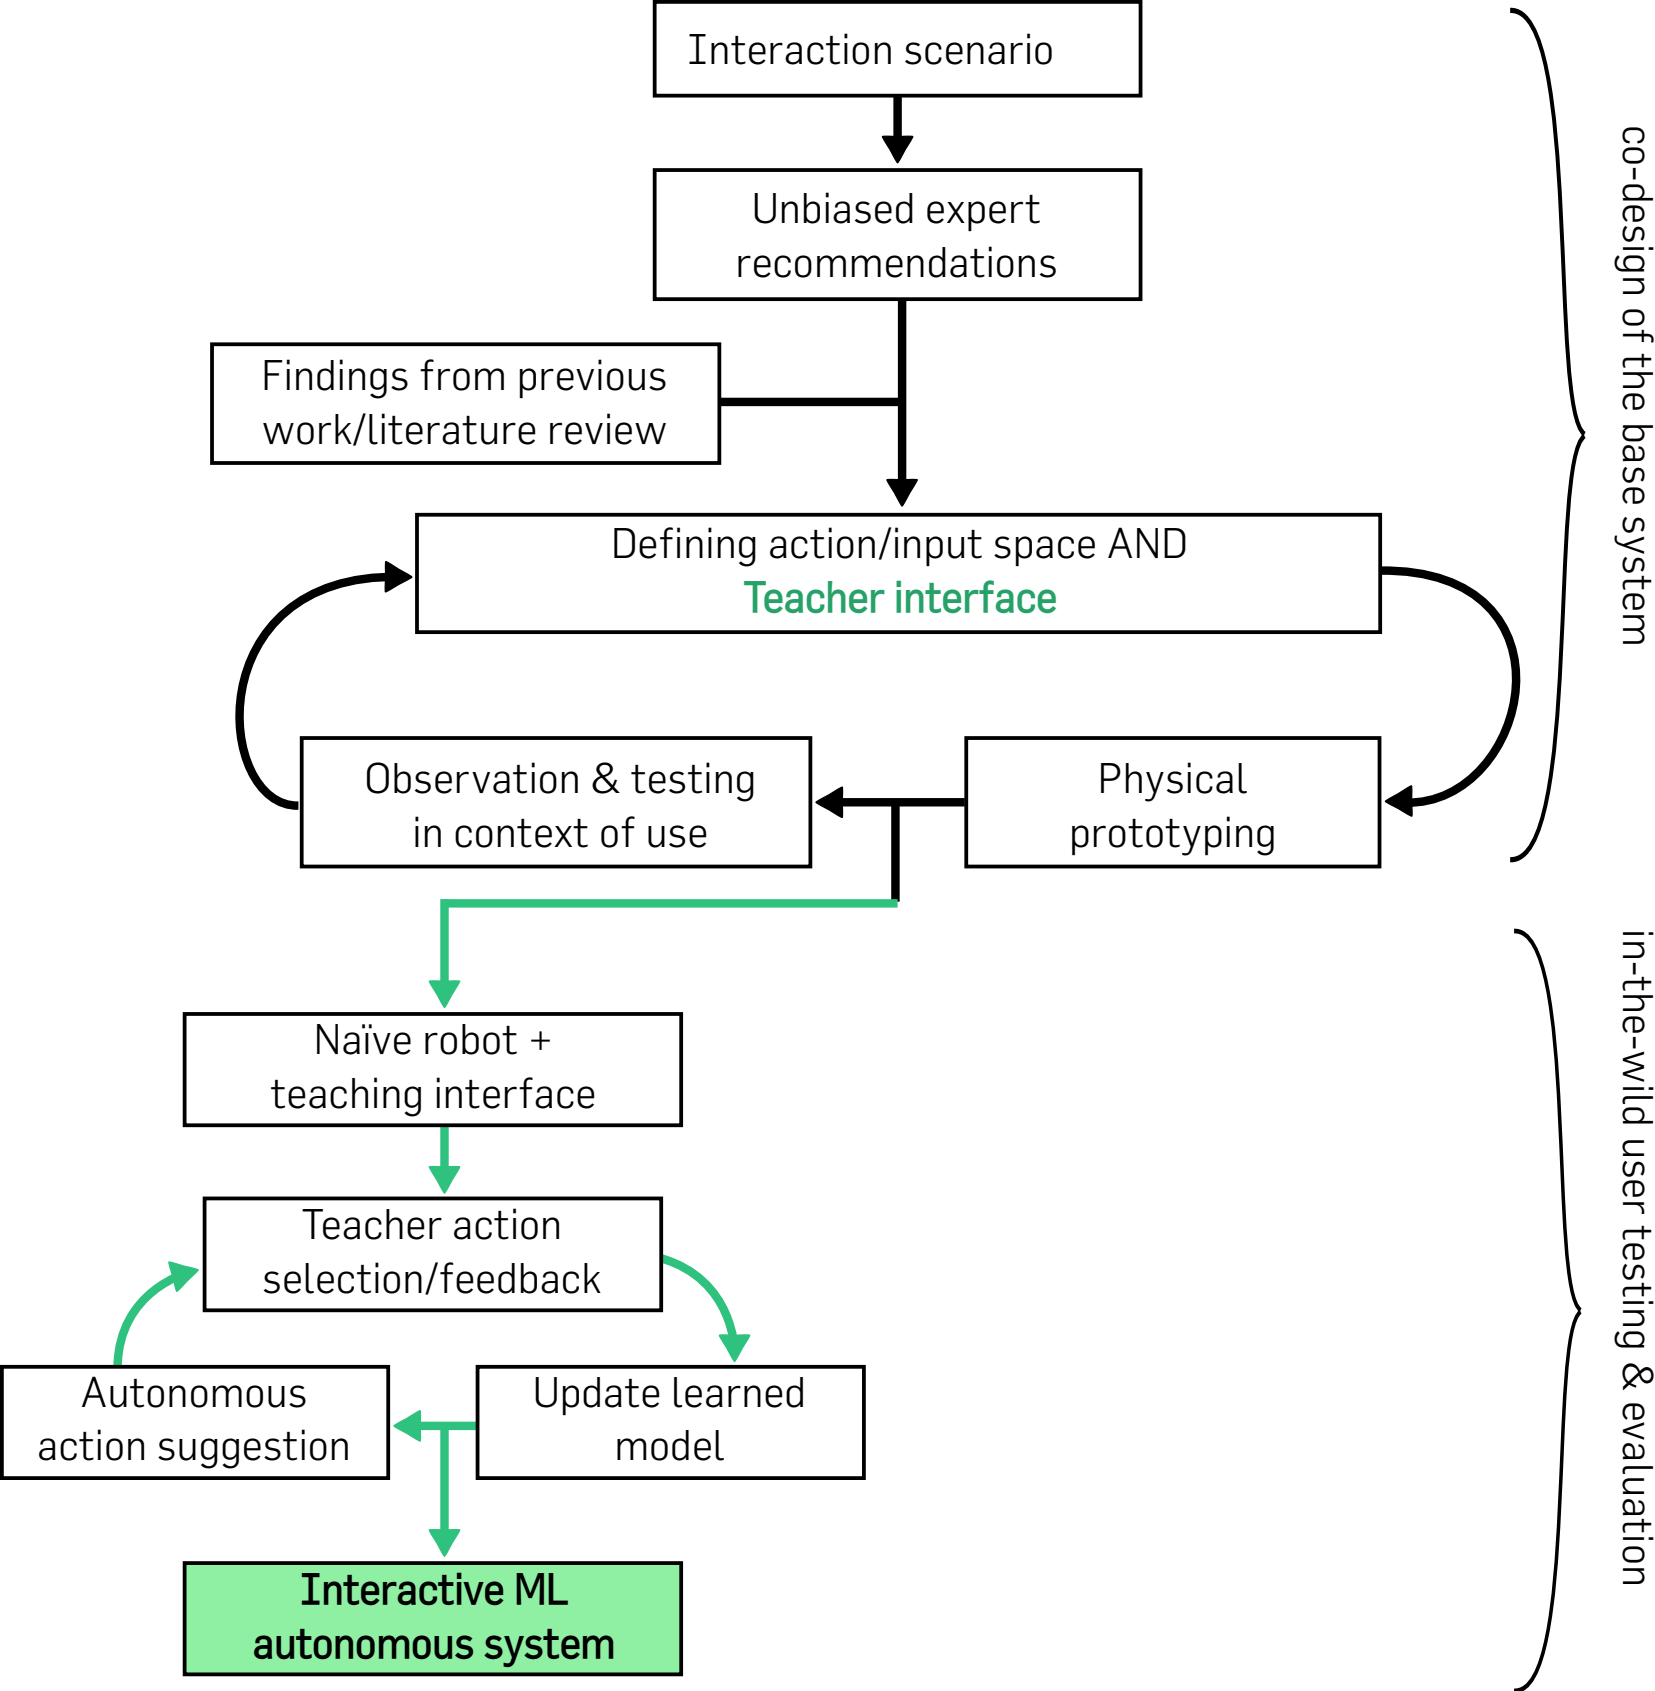 Interaction scenario
Unbiased expert
recommendations
Findings from previous
work/literature review
Defining action/input space AND
Teacher interface
Observation & testing
in context of use
Physical
prototyping
co-design of the base system
Naïve robot +
teaching interface
Teacher action
selection/feedback
Autonomous
action suggestion
Update learned
model
Interactive ML
autonomous system
in-the-wild user testing & evaluation